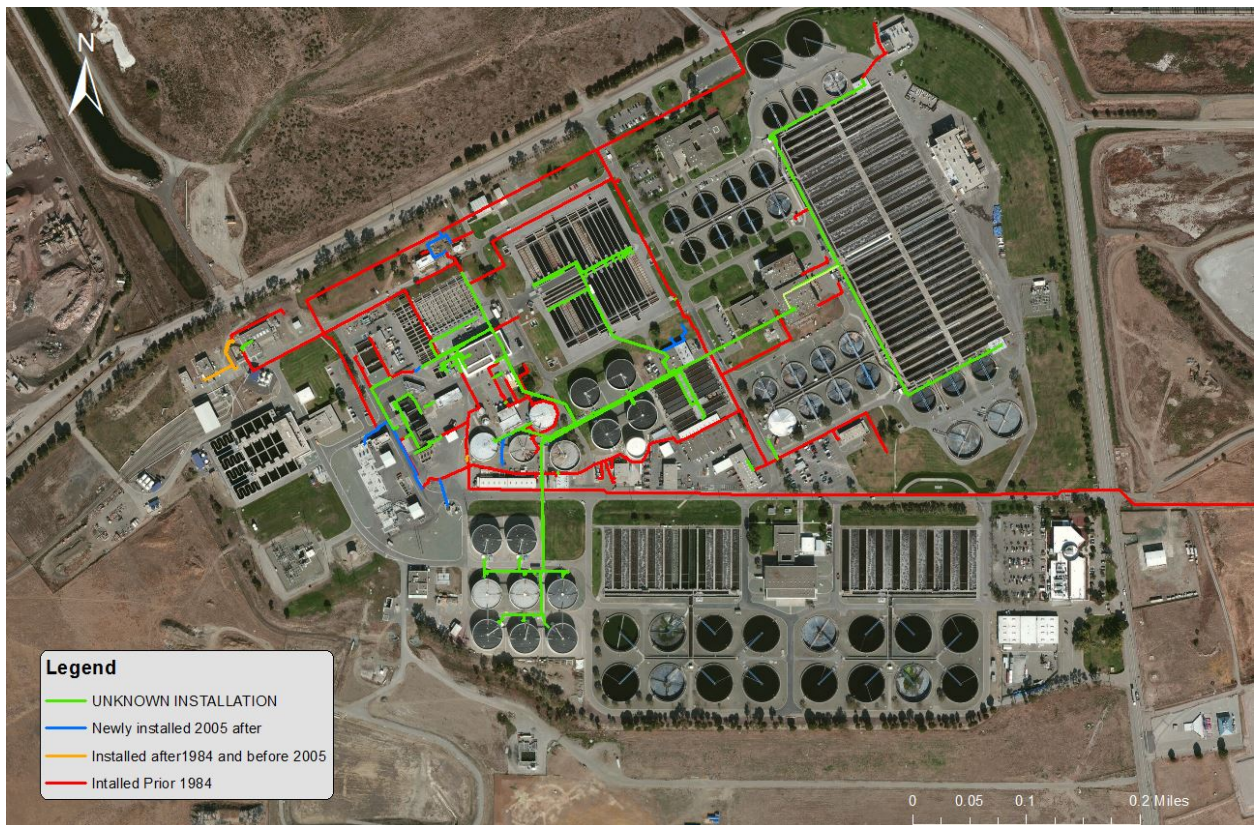 N
Legend
UNKNOWN INSTALLATION
Newly installed 2005 after
Installed after1984 and before 2005
Intalled Prior 1984
0 0.05 0.1 0.2 Miles